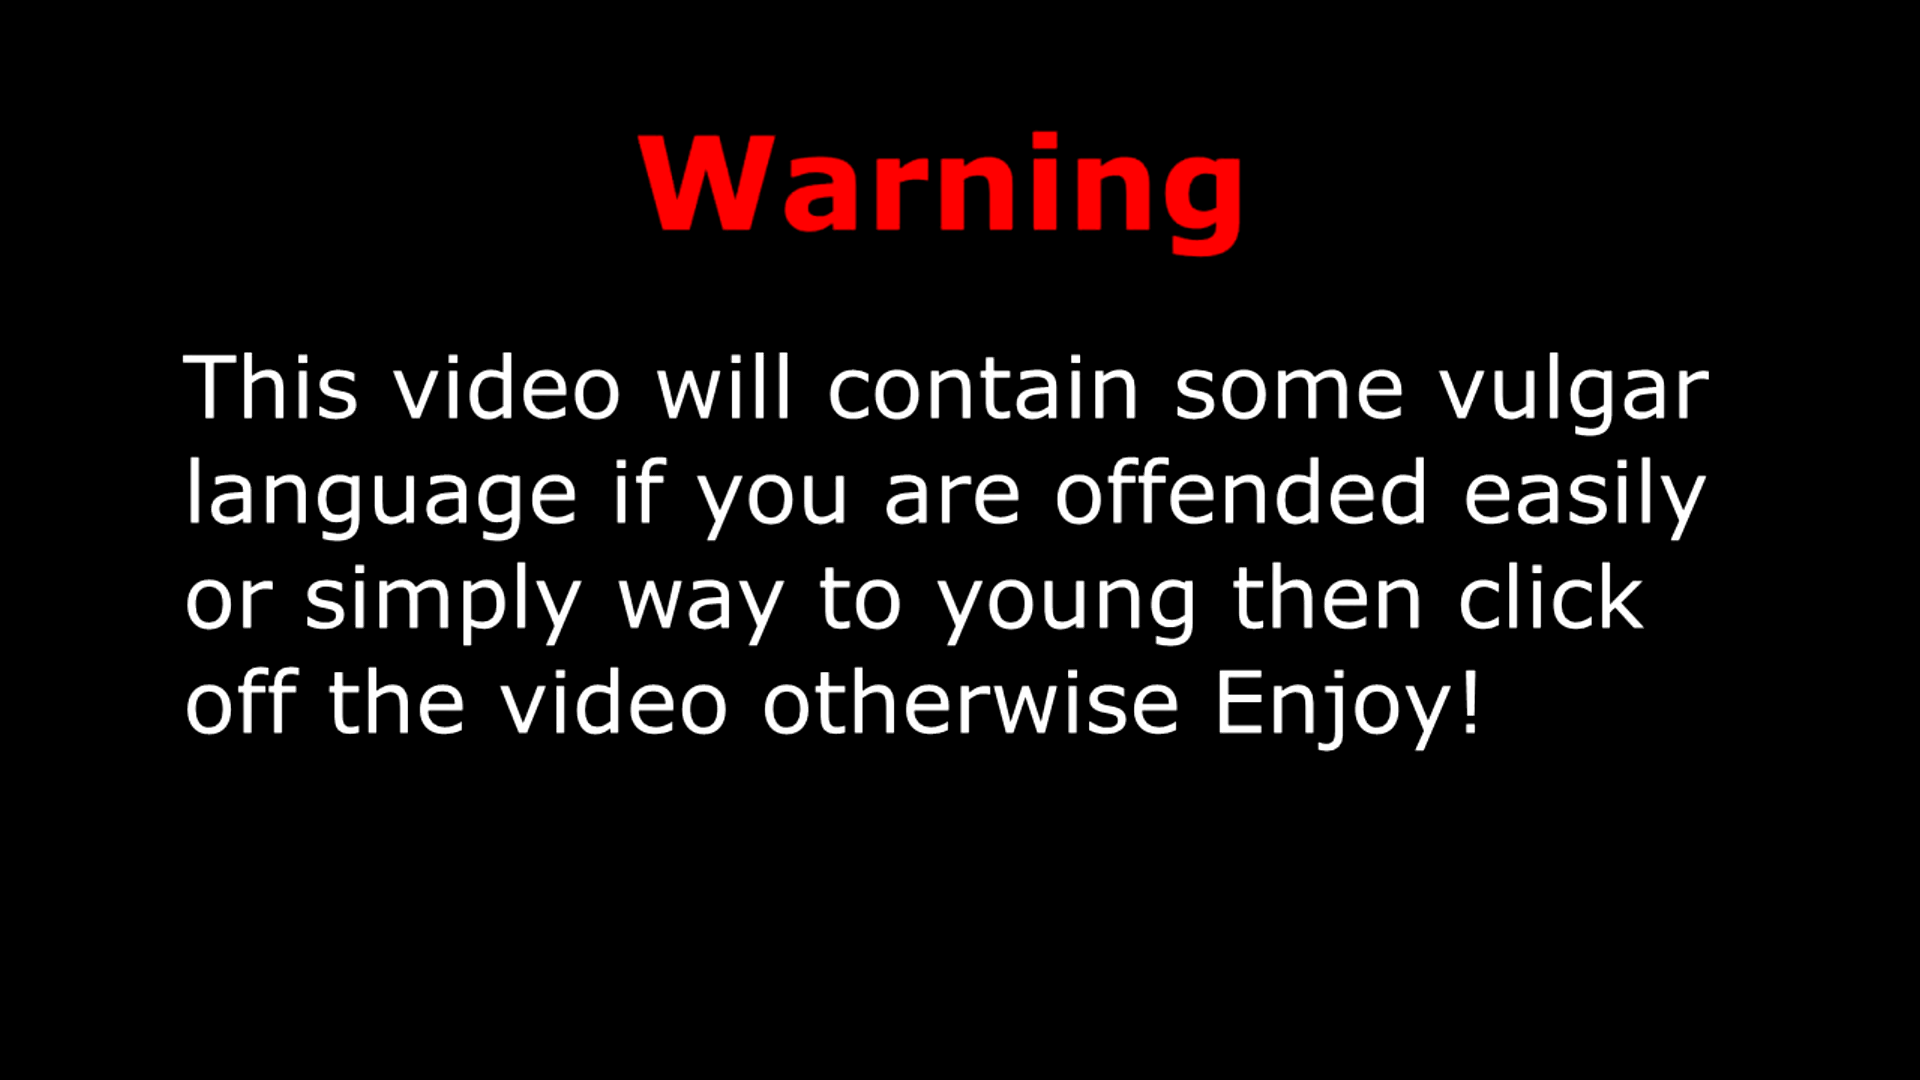 Warning
This video will contain some vulgar
language if you are offended easily
or simply way to young then click
off the video otherwise Enjoy!